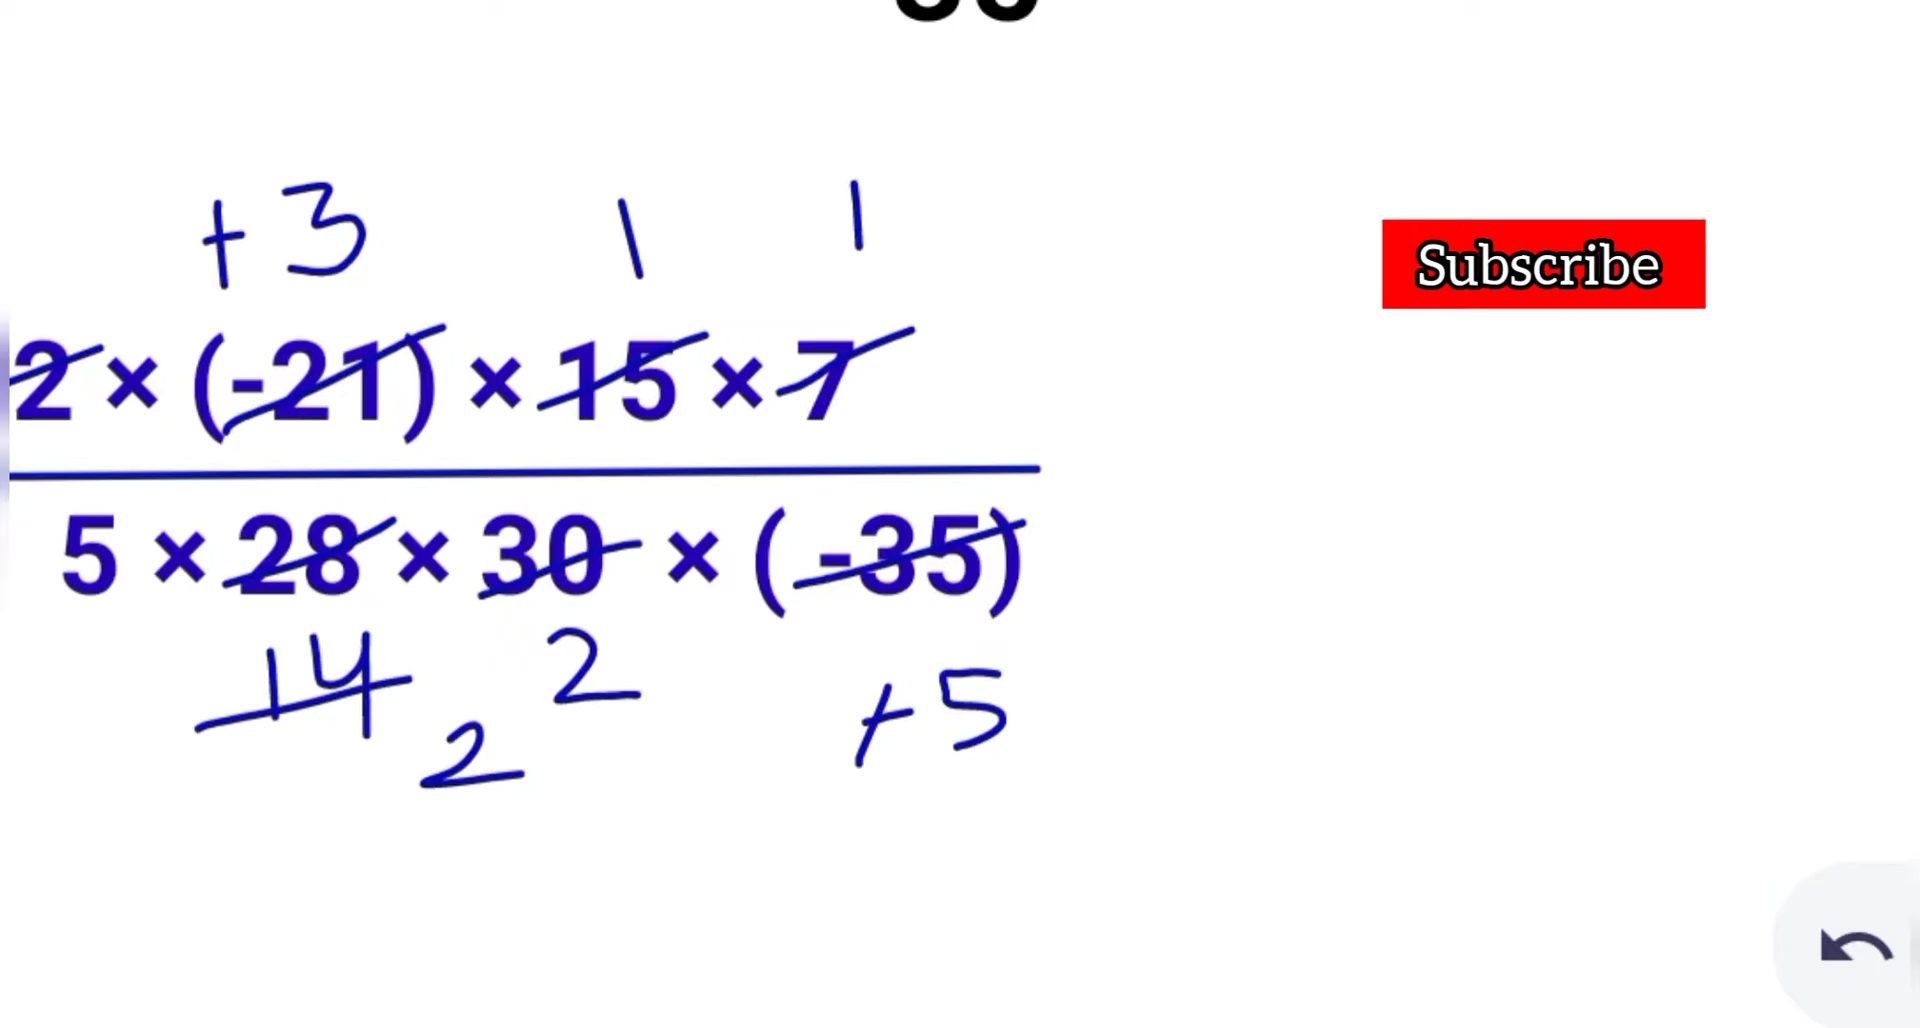 +3 1 1
Subscribe
2 × (-21) × 15 × 7
5 × 28 × 30 × (-35)
14 2 +5
2